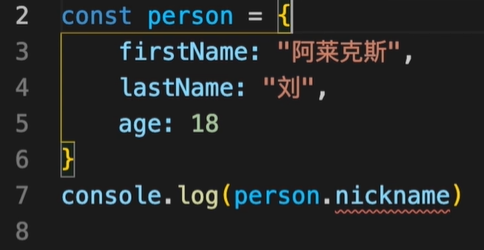 2 const person = {
3 firstName: "阿莱克斯",
4 lastName: "刘",
5 age: 18
6 }
7 console.log(person.nickname)
8